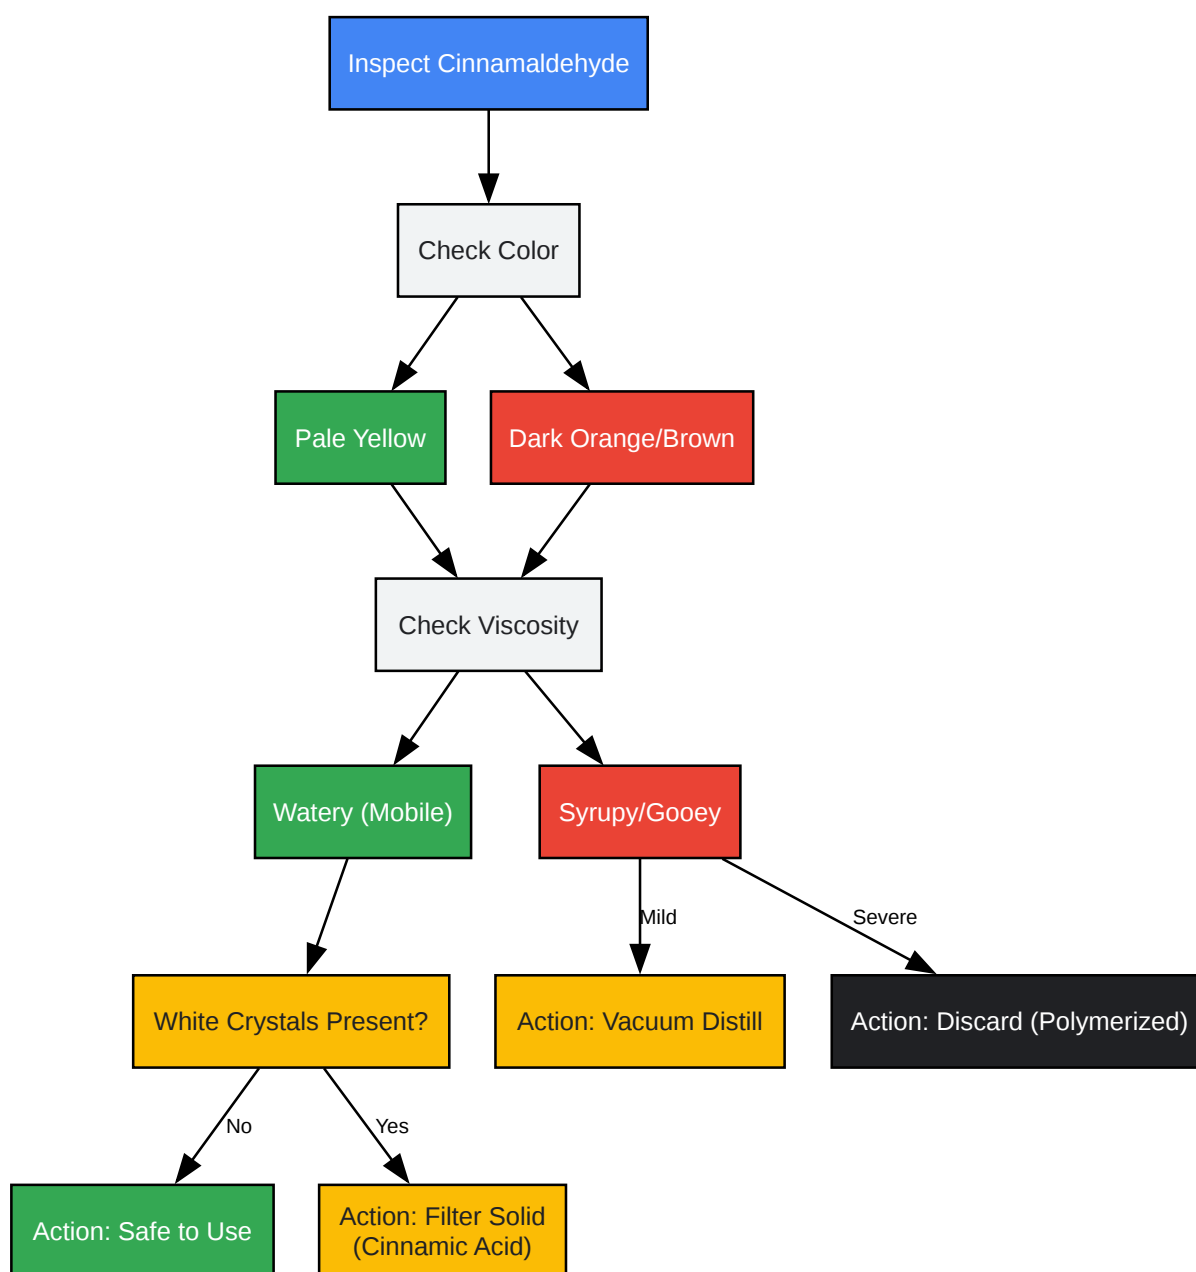 Inspect Cinnamaldehyde
Check Color
Pale Yellow
Dark Orange/Brown
Check Viscosity
Watery (Mobile)
Syrupy/Gooey
Mild
Severe
White Crystals Present?
Action: Vacuum Distill
Action: Discard (Polymerized)
No
Yes
Action: Safe to Use
Action: Filter Solid
(Cinnamic Acid)